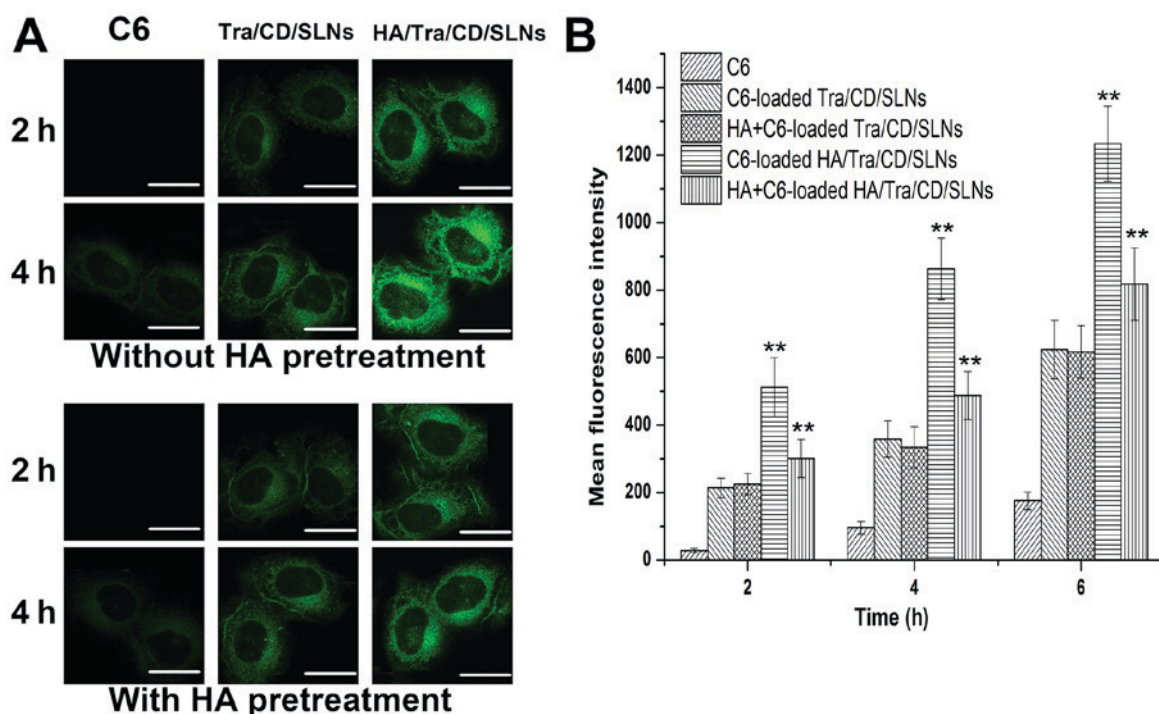 A
C6 Tra/CD/SLNs HA/Tra/CD/SLNs
2 h
4 h
Without HA pretreatment
2 h
4 h
With HA pretreatment
B
C6
C6-loaded Tra/CD/SLNs
HA+C6-loaded Tra/CD/SLNs
C6-loaded HA/Tra/CD/SLNs
HA+C6-loaded HA/Tra/CD/SLNs
Mean fluorescence intensity
1400
1200
1000
800
600
400
200
0
** ** ** ** ** **
2 4 6
Time (h)